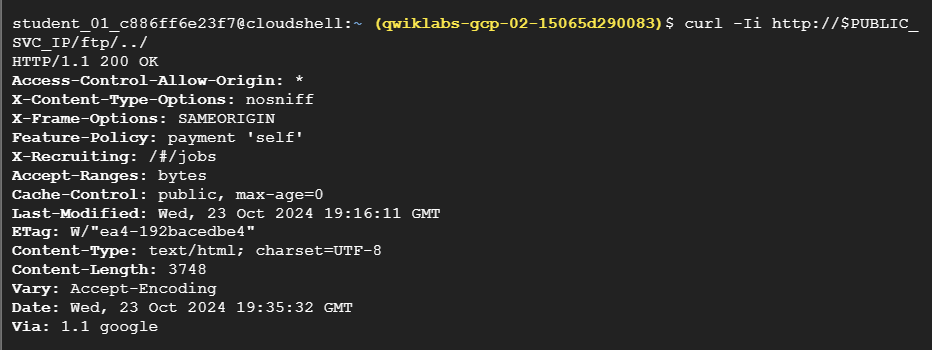 student_01_c886ff6e23f7@cloudshell:~ (qwiklabs-gcp-02-15065d290083)$ curl -Ii http://$PUBLIC_
SVC_IP/ftp/../
HTTP/1.1 200 OK
Access-Control-Allow-Origin: *
X-Content-Type-Options: nosniff
X-Frame-Options: SAMEORIGIN
Feature-Policy: payment 'self'
X-Recruiting: /#/jobs
Accept-Ranges: bytes
Cache-Control: public, max-age=0
Last-Modified: Wed, 23 Oct 2024 19:16:11 GMT
ETag: W/"ea4-192bacedbe4"
Content-Type: text/html; charset=UTF-8
Content-Length: 3748
Vary: Accept-Encoding
Date: Wed, 23 Oct 2024 19:35:32 GMT
Via: 1.1 google